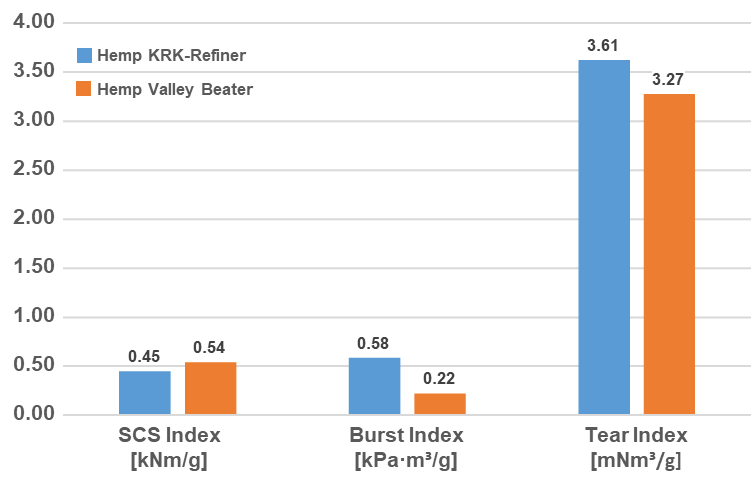 4.00
3.50
3.00
2.50
2.00
1.50
1.00
0.50
0.00
Hemp KRK-Refiner
Hemp Valley Beater
0.45
0.54
0.58
0.22
3.61
3.27
SCS Index
[kNm/g]
Burst Index
[kPa·m³/g]
Tear Index
[mNm³/g]